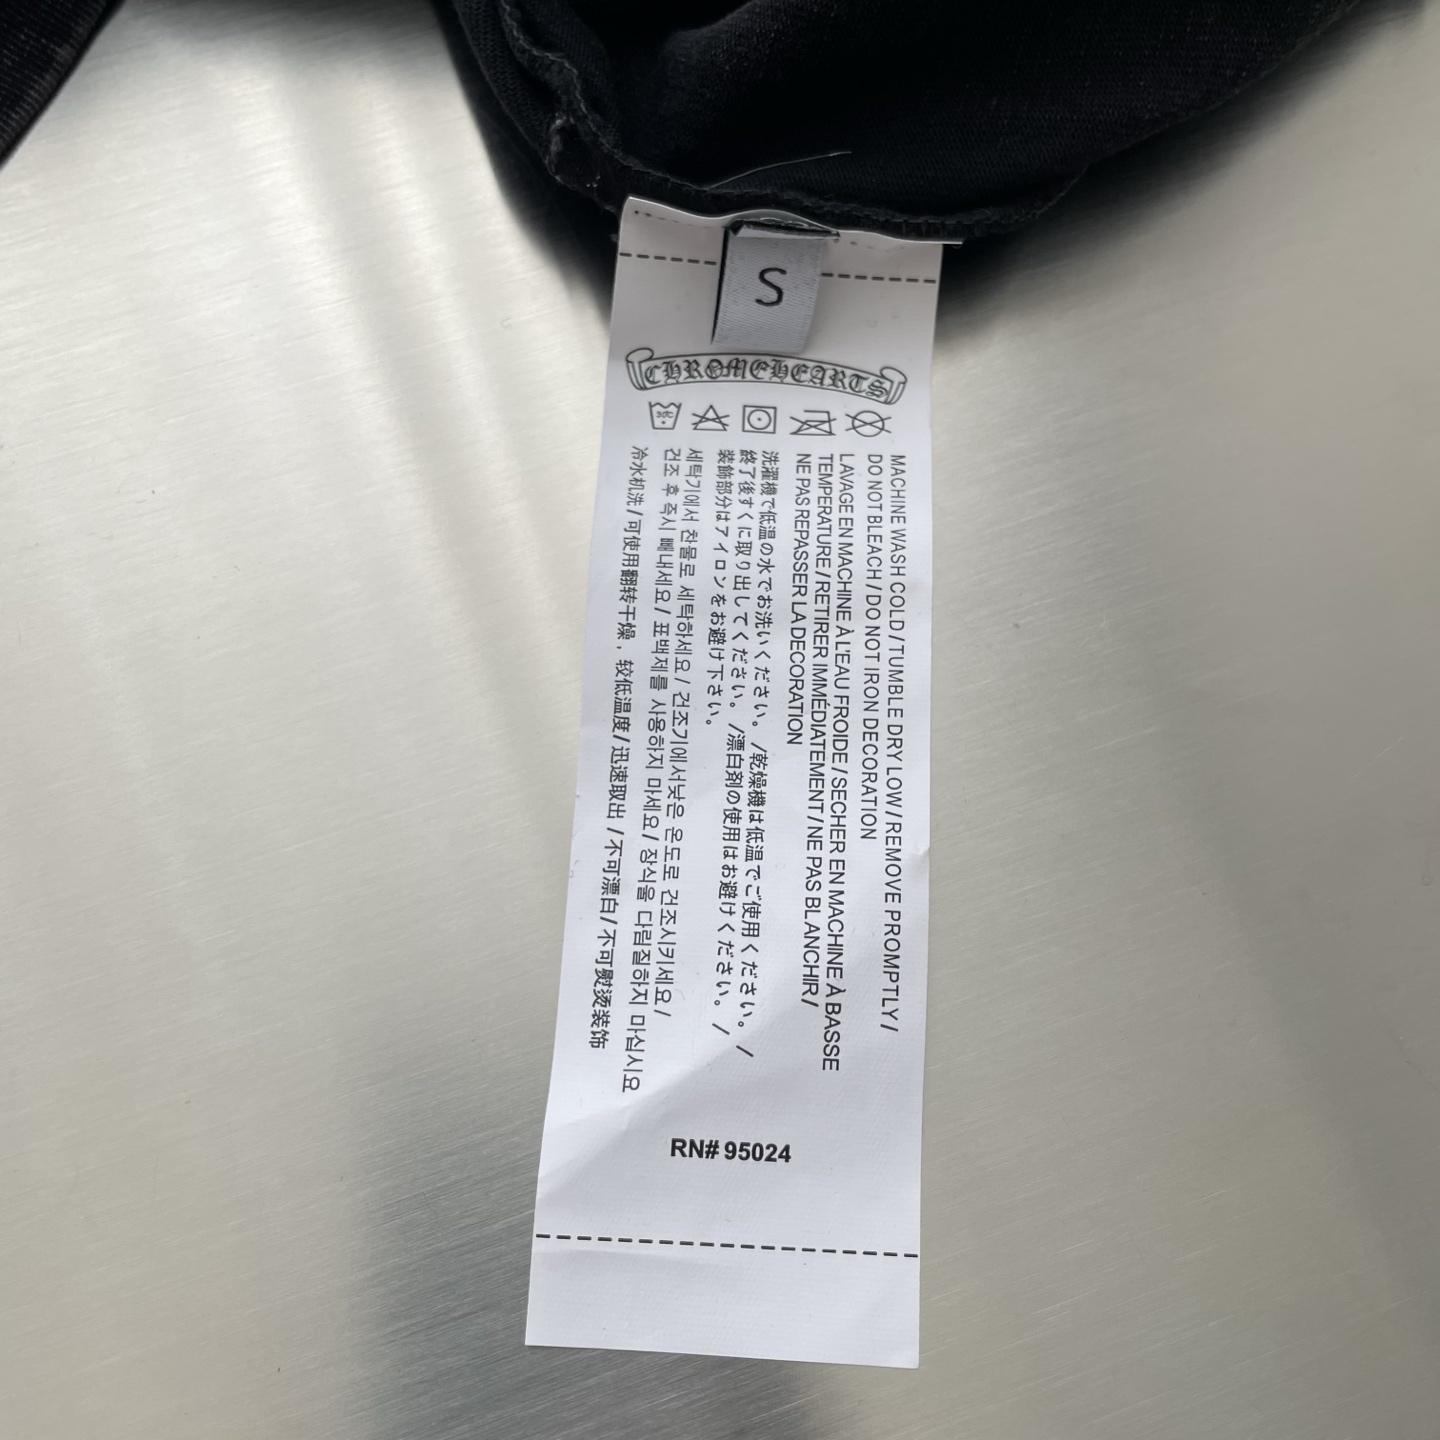 S
CHROME HEARTS
30C
MACHINE WASH COLD / TUMBLE DRY LOW / REMOVE PROMPTLY /
DO NOT BLEACH / DO NOT IRON DECORATION
LAVAGE EN MACHINE À L'EAU FROIDE / SECHER EN MACHINE À BASSE
TEMPERATURE / RETIRER IMMÉDIATEMENT / NE PAS BLANCHIR /
NE PAS REPASSER LA DECORATION
洗濯機で低温の水でお洗いください。/乾燥機は低温でご使用ください。/
終了後すくに取り出してください。/漂白剤の使用はお避けください。/
装飾部分はアイロンをお避け下さい。
세탁기에서 찬물로 세탁하세요/ 건조기에서낮은 온도로 건조시키세요/
건조 후 즉시 빼내세요/ 표백제를 사용하지 마세요/ 장식을 다림질하지 마십시요
冷水机洗 / 可使用翻转干燥，较低温度 / 迅速取出 / 不可漂白 / 不可熨烫装饰
RN# 95024